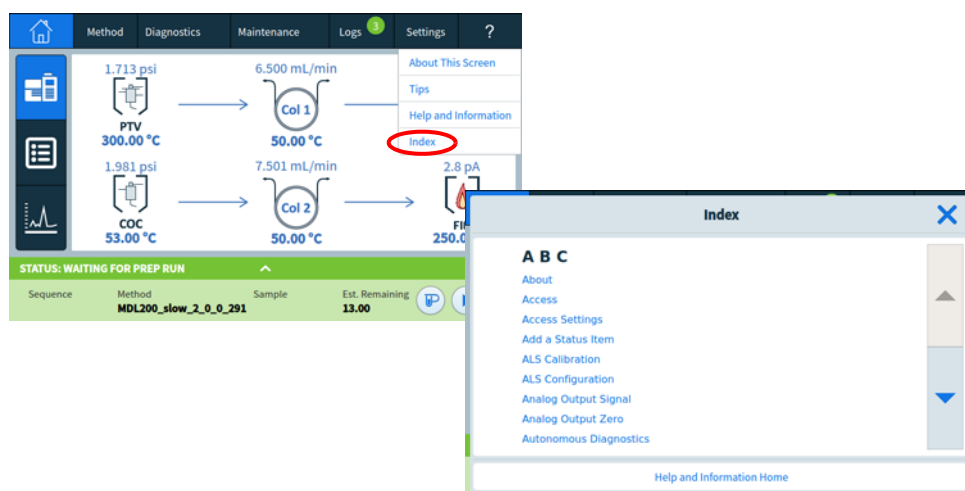 Method Diagnostics Maintenance Logs 3 Settings ?
About This Screen
Tips
Help and Information
Index
1.713 psi 6.500 mL/min
Col 1
PTV
300.00 °C 50.00 °C
1.981 psi 7.501 mL/min 2.8 pA
Col 2
COC
53.00 °C 50.00 °C
STATUS: WAITING FOR PREP RUN
Sequence Method Sample Est. Remaining
MDL200_slow_2_0_0_291 13.00
Index
A B C
About
Access
Access Settings
Add a Status Item
ALS Calibration
ALS Configuration
Analog Output Signal
Analog Output Zero
Autonomous Diagnostics
Help and Information Home